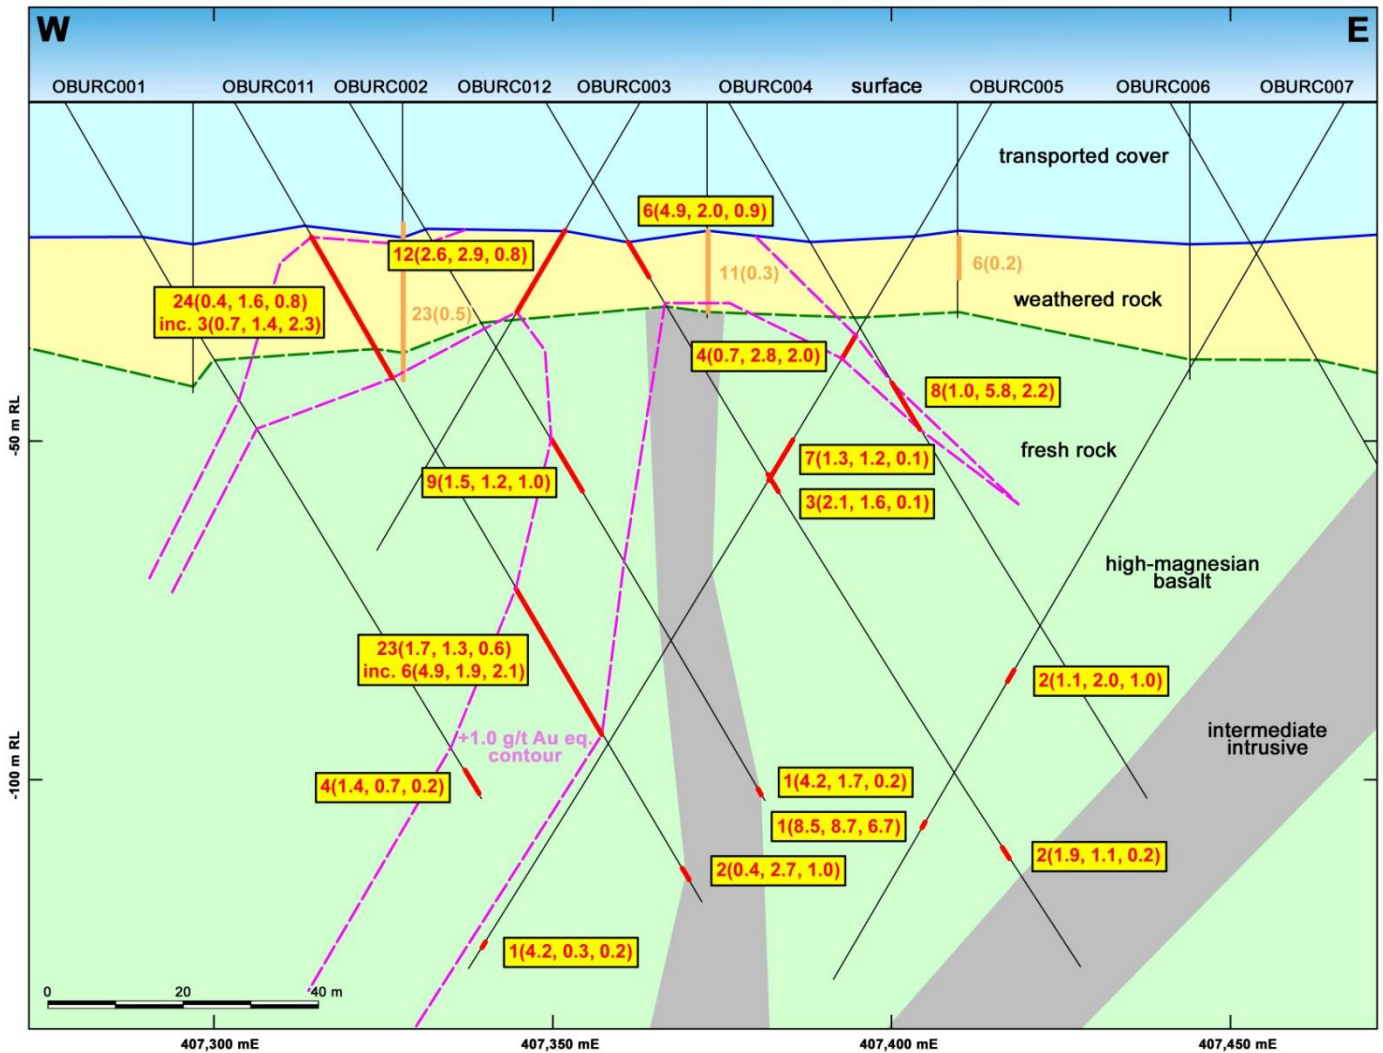 W
E
OBURC001
OBURC011
OBURC002
OBURC012
OBURC003
OBURC004
surface
OBURC005
OBURC006
OBURC007
transported cover
6(4.9, 2.0, 0.9)
12(2.6, 2.9, 0.8)
11(0.3)
6(0.2)
24(0.4, 1.6, 0.8)
inc. 3(0.7, 1.4, 2.3)
weathered rock
23(0.5)
4(0.7, 2.8, 2.0)
8(1.0, 5.8, 2.2)
-50 m RL
fresh rock
7(1.3, 1.2, 0.1)
9(1.5, 1.2, 1.0)
3(2.1, 1.6, 0.1)
high-magnesian
basalt
23(1.7, 1.3, 0.6)
inc. 6(4.9, 1.9, 2.1)
2(1.1, 2.0, 1.0)
+1.0 g/t Au eq.
contour
intermediate
intrusive
-100 m RL
4(1.4, 0.7, 0.2)
1(4.2, 1.7, 0.2)
1(8.5, 8.7, 6.7)
2(1.9, 1.1, 0.2)
2(0.4, 2.7, 1.0)
1(4.2, 0.3, 0.2)
0 20 40 m
407,300 mE
407,350 mE
407,400 mE
407,450 mE